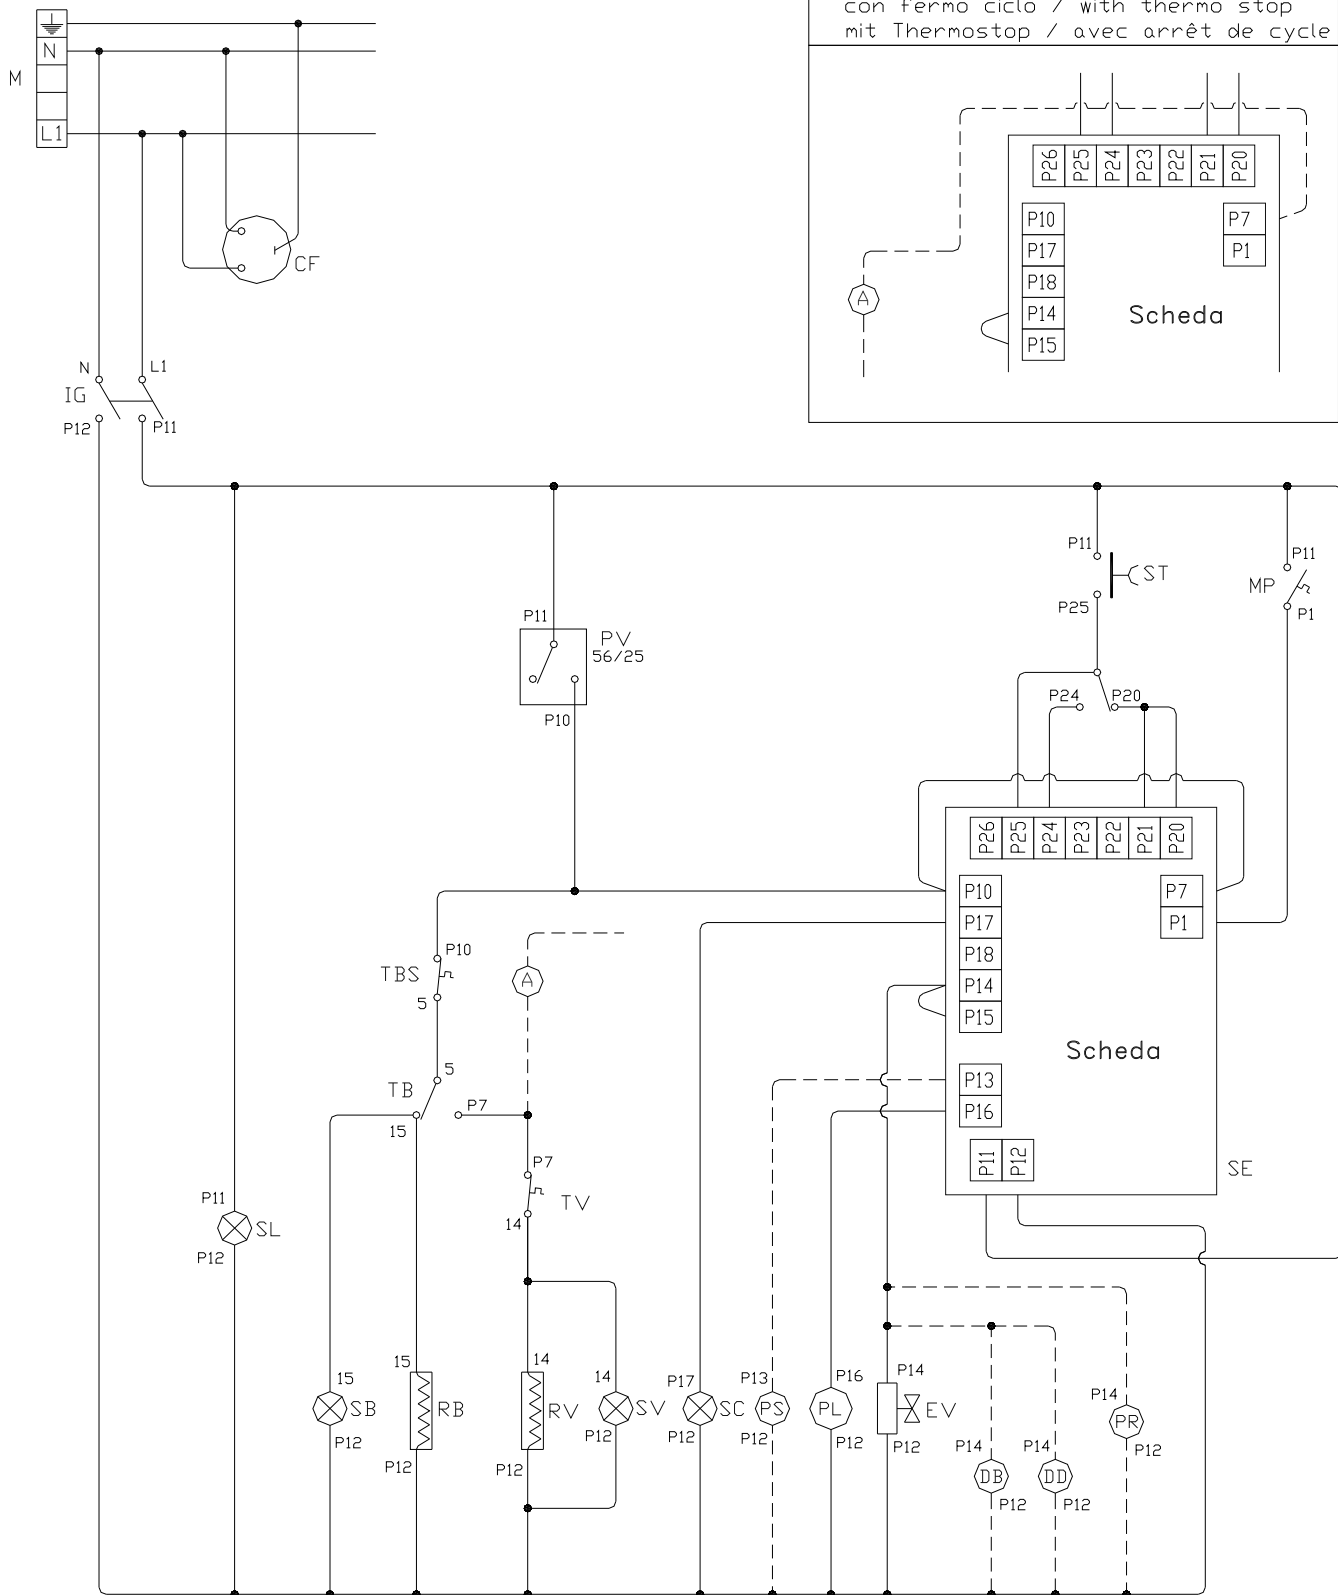 con fermo ciclo / with thermo stop
mit Thermostop / avec arrêt de cycle
N
M
L1
P26 P25 P24 P23 P22 P21 P20
P10
P7
P17
P1
CF
P18
A
P14
Scheda
P15
N
L1
IG
P12
P11
P11
P11
ST
MP
P25
P1
P11
PV
56/25
P24
P20
P10
P26 P25 P24 P23 P22 P21 P20
P10
P7
P17
P1
P10
TBS
P18
A
P14
5
P15
Scheda
5
TB
P13
P7
P16
15
P7
P11 P12
SE
P11
TV
14
SL
P12
15
15
14
14
P17
P13
P16
P14
P14
SB
RB
RV
SV
SC
PS
PL
EV
PR
P12
P12
P12
P12
P12
P12
P12
P12
P12
P14
P14
DB
DD
P12
P12